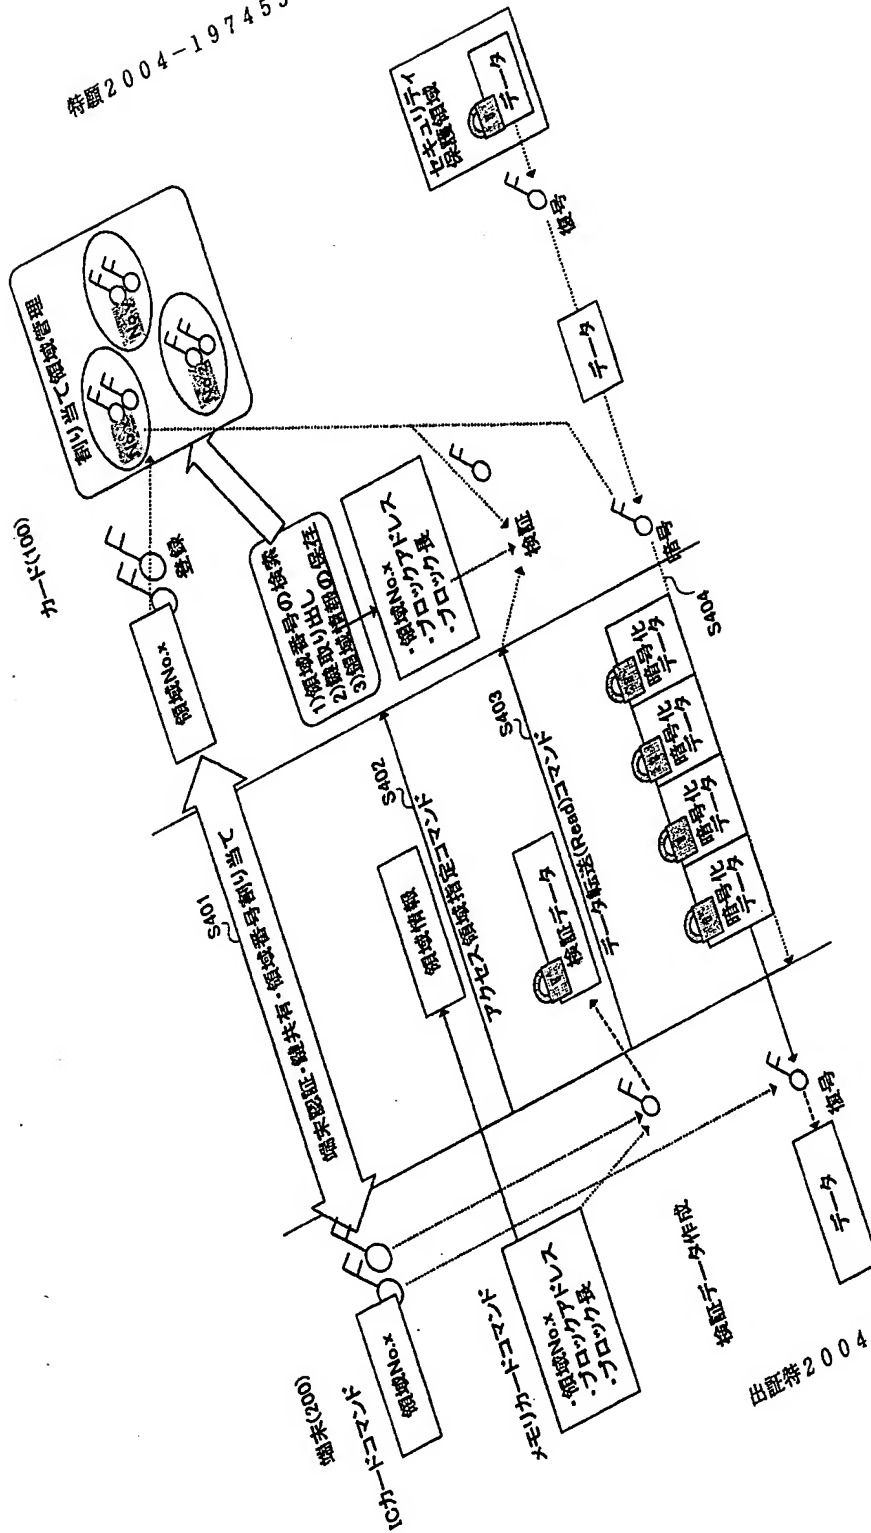 特願2004-19745
カード(100)
割り当て領域管理
領域No.x
登録
1)領域番号の検索
2)鍵取り出し
3)領域情報の保存
・領域No.x
・ブロックアドレス
・ブロック長
検証
セキュリティ
保護領域
データ
復号
データ
暗号
S401
端末認証・鍵共有・領域番号割り当て
S402
領域情報
アクセス領域指定コマンド
S403
検証データ
データ転送(Read)コマンド
S404
暗号化
データ
暗号化
データ
暗号化
データ
暗号化
データ
端末(200)
ICカードコマンド
領域No.x
メモリカードコマンド
・領域No.x
・ブロックアドレス
・ブロック長
検証データ作成
復号
データ
出証特2004